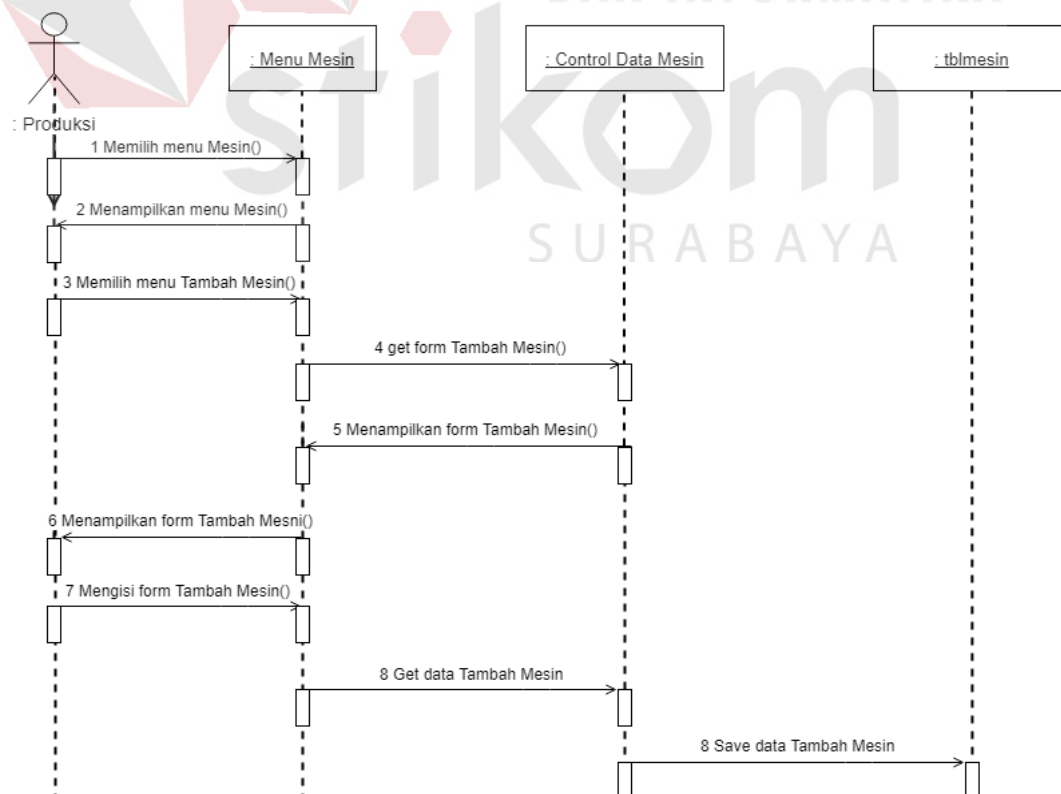 : Menu Mesin
: Control Data Mesin
: tblmesin
: Produksi
1 Memilih menu Mesin()
2 Menampilkan menu Mesin()
3 Memilih menu Tambah Mesin()
4 get form Tambah Mesin()
5 Menampilkan form Tambah Mesin()
6 Menampilkan form Tambah Mesni()
7 Mengisi form Tambah Mesin()
8 Get data Tambah Mesin
8 Save data Tambah Mesin
stikom
SURABAYA